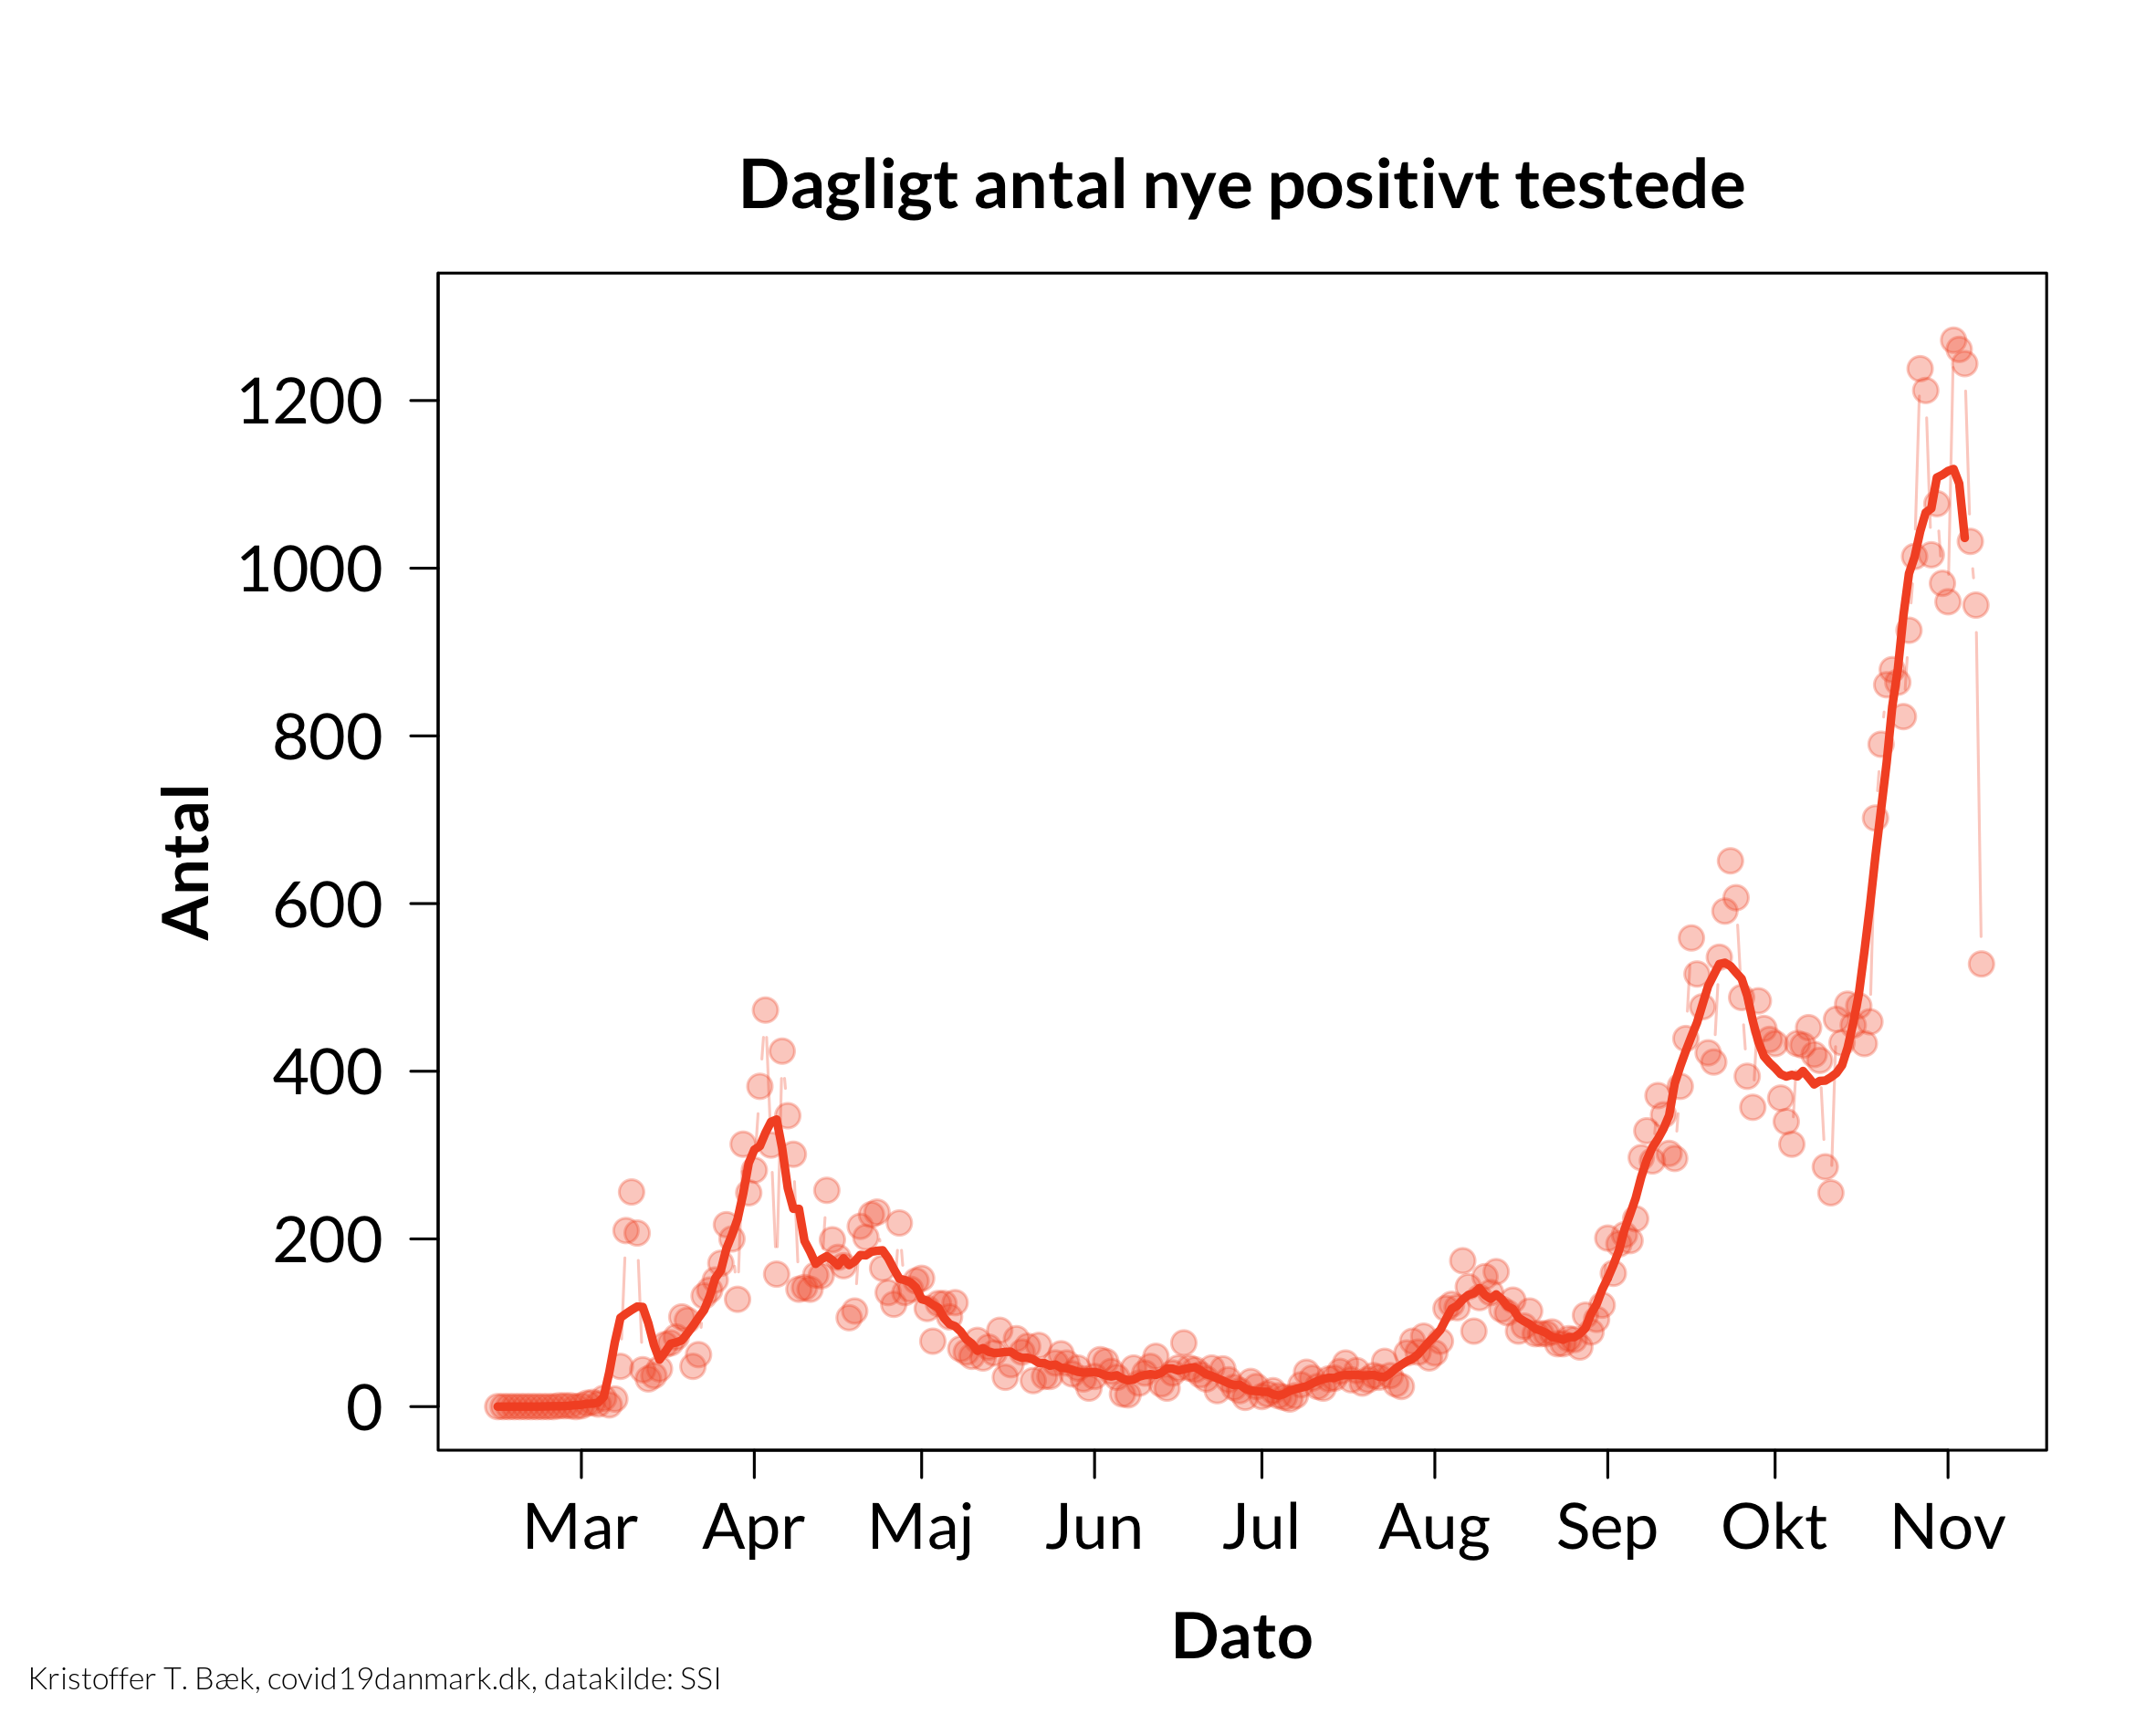 Dagligt antal nye positivt testede
Antal
1200
1000
800
600
400
200
0
Mar Apr Maj Jun Jul Aug Sep Okt Nov
Dato
Kristoffer T. Bæk, covid19danmark.dk, datakilde: SSI